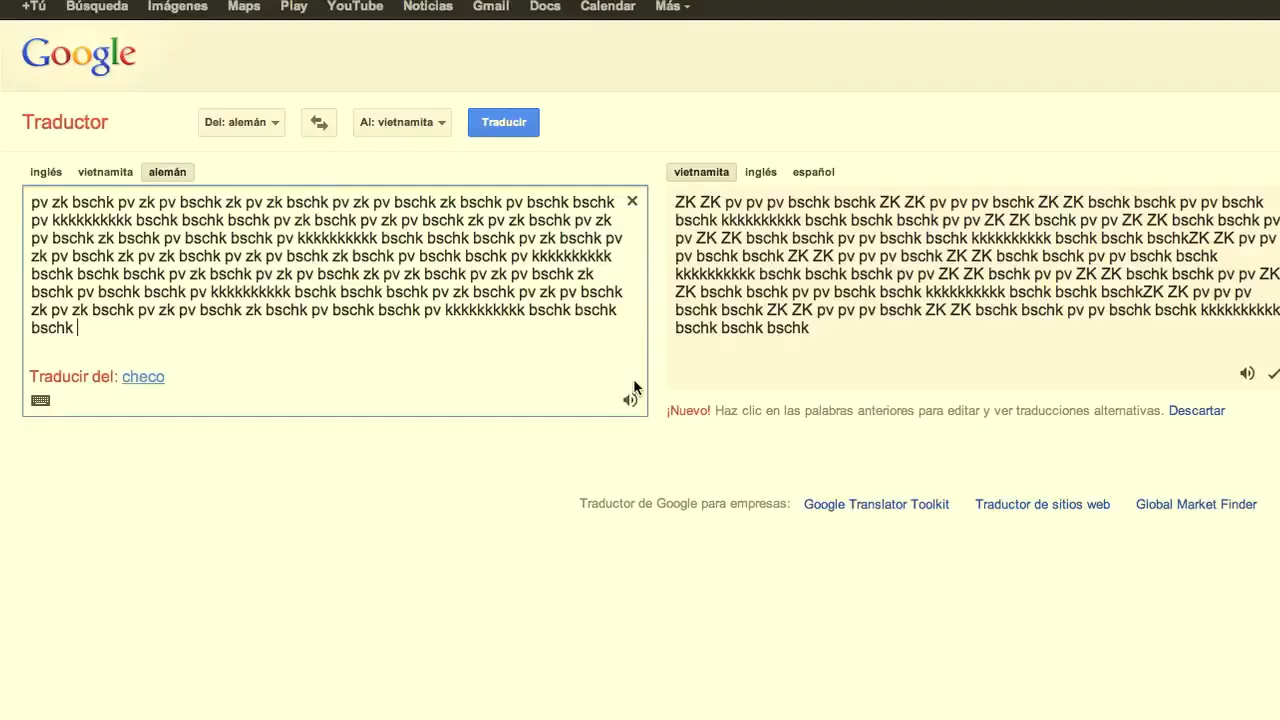 +Tú Búsqueda Imágenes Maps Play YouTube Noticias Gmail Docs Calendar Más
Google
Traductor
Del: alemán
Al: vietnamita
Traducir
inglés vietnamita alemán
pv zk bschk pv zk pv bschk zk pv zk bschk pv zk pv bschk zk bschk pv bschk bschk
pv kkkkkkkkkk bschk bschk bschk pv zk bschk pv zk pv bschk zk pv zk bschk pv zk
pv bschk zk bschk pv bschk bschk pv kkkkkkkkkk bschk bschk bschk pv zk bschk pv
zk pv bschk zk pv zk bschk pv zk pv bschk zk bschk pv bschk bschk pv kkkkkkkkkk
bschk bschk bschk pv zk bschk pv zk pv bschk zk pv zk bschk pv zk pv bschk zk
bschk pv bschk bschk pv kkkkkkkkkk bschk bschk bschk pv zk bschk pv zk pv bschk
zk pv zk bschk pv zk pv bschk zk bschk pv bschk bschk pv kkkkkkkkkk bschk bschk
bschk
Traducir del: checo
vietnamita inglés español
ZK ZK pv pv pv bschk bschk ZK ZK pv pv pv bschk ZK ZK bschk bschk pv pv bschk
bschk kkkkkkkkkk bschk bschk bschk pv pv ZK ZK bschk pv pv ZK ZK bschk bschk pv
pv ZK ZK bschk bschk pv pv bschk bschk kkkkkkkkkk bschk bschk bschkZK ZK pv pv
pv bschk bschk ZK ZK pv pv pv bschk ZK ZK bschk bschk pv pv bschk bschk
kkkkkkkkkk bschk bschk bschk pv pv ZK ZK bschk pv pv ZK ZK bschk bschk pv pv ZK
ZK bschk bschk pv pv bschk bschk kkkkkkkkkk bschk bschk bschkZK ZK pv pv pv
bschk bschk ZK ZK pv pv pv bschk ZK ZK bschk bschk pv pv bschk bschk kkkkkkkkkk
bschk bschk bschk
¡Nuevo! Haz clic en las palabras anteriores para editar y ver traducciones alternativas. Descartar
Traductor de Google para empresas: Google Translator Toolkit Traductor de sitios web Global Market Finder